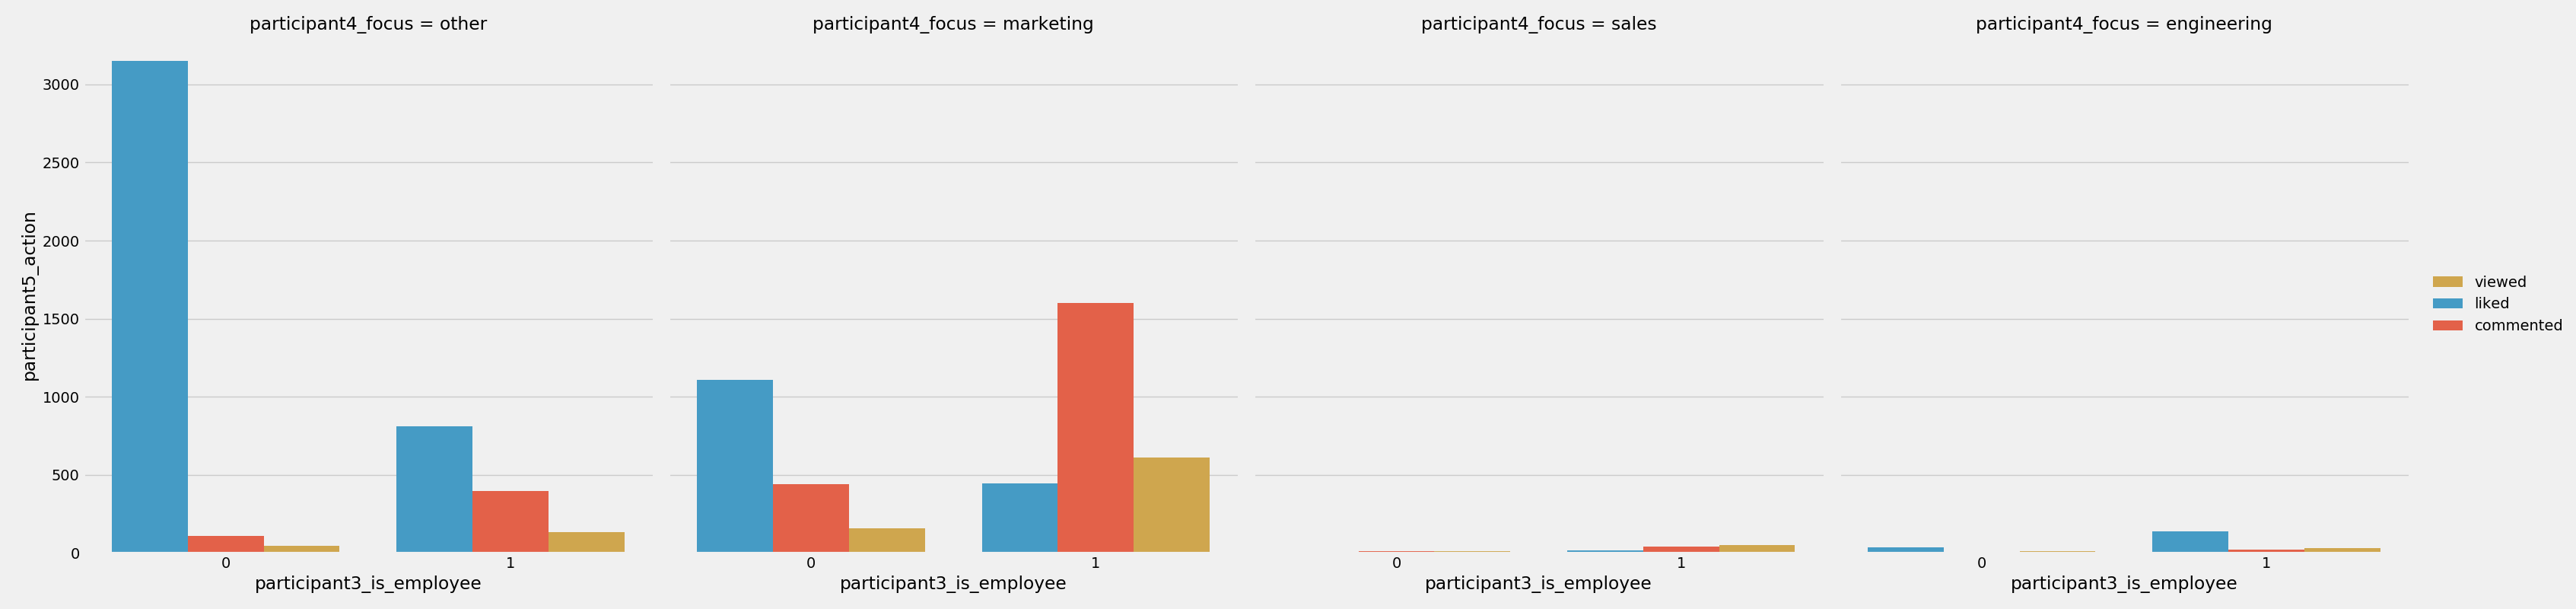 participant4_focus = other
participant4_focus = marketing
participant4_focus = sales
participant4_focus = engineering
participant5_action
3000
2500
2000
1500
1000
500
0
viewed
liked
commented
0 1
0 1
0 1
0 1
participant3_is_employee
participant3_is_employee
participant3_is_employee
participant3_is_employee